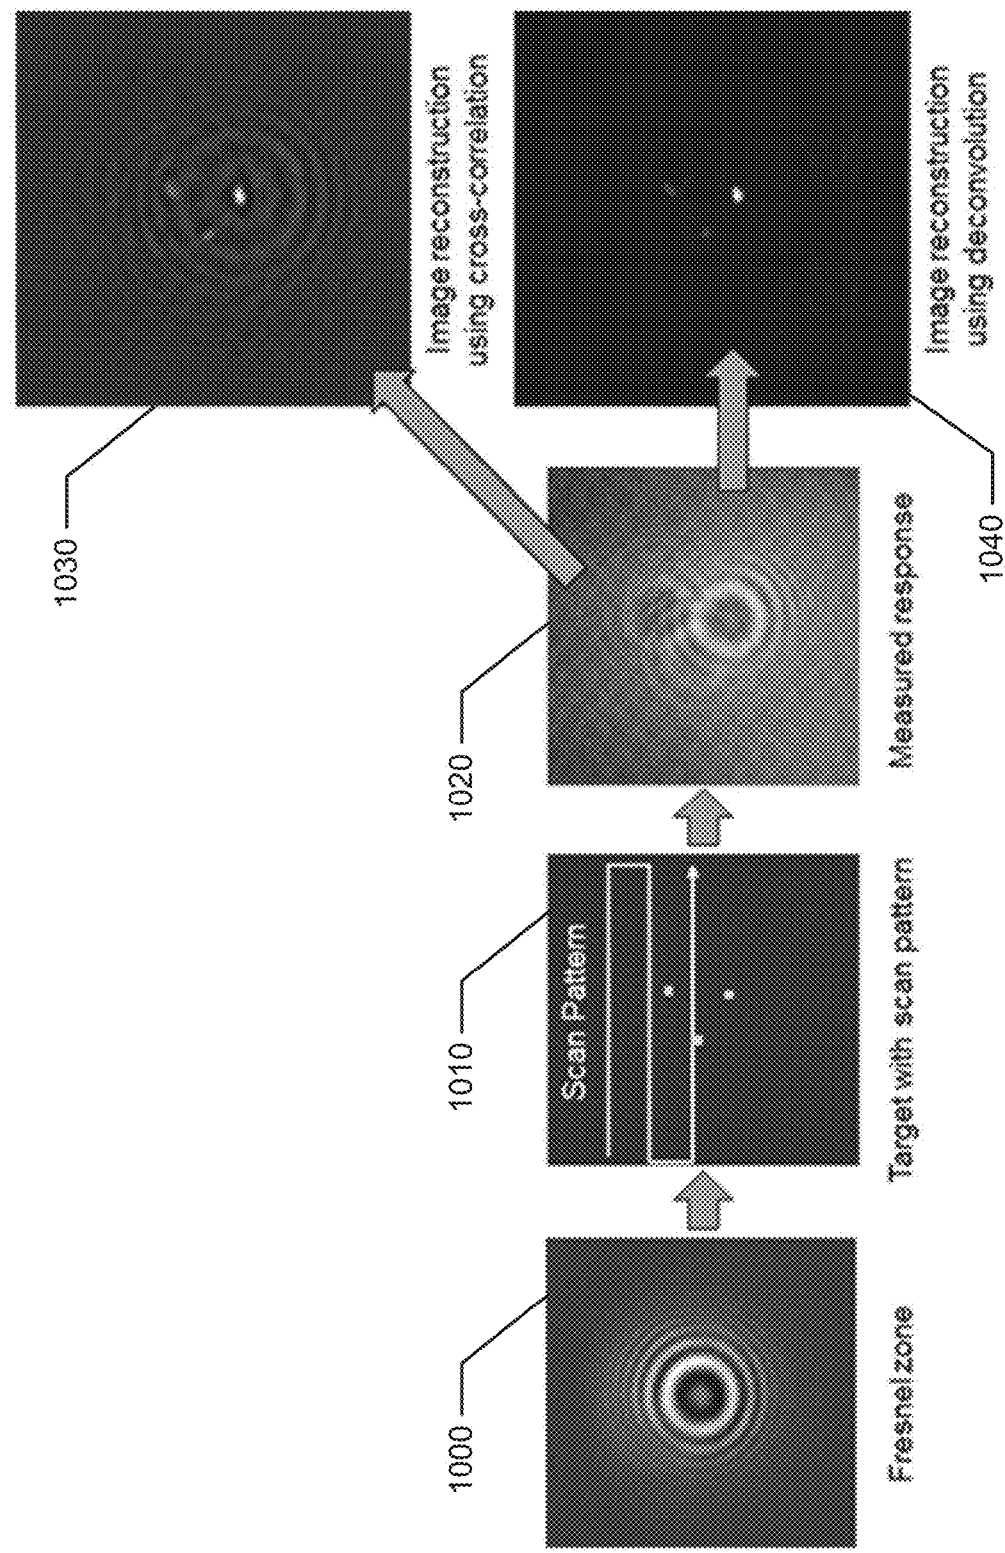 1030
Image reconstruction
using cross-correlation
1000
1010
1020
Scan Pattern
Fresnel zone
Target with scan pattern
Measured response
1040
Image reconstruction
using deconvolution